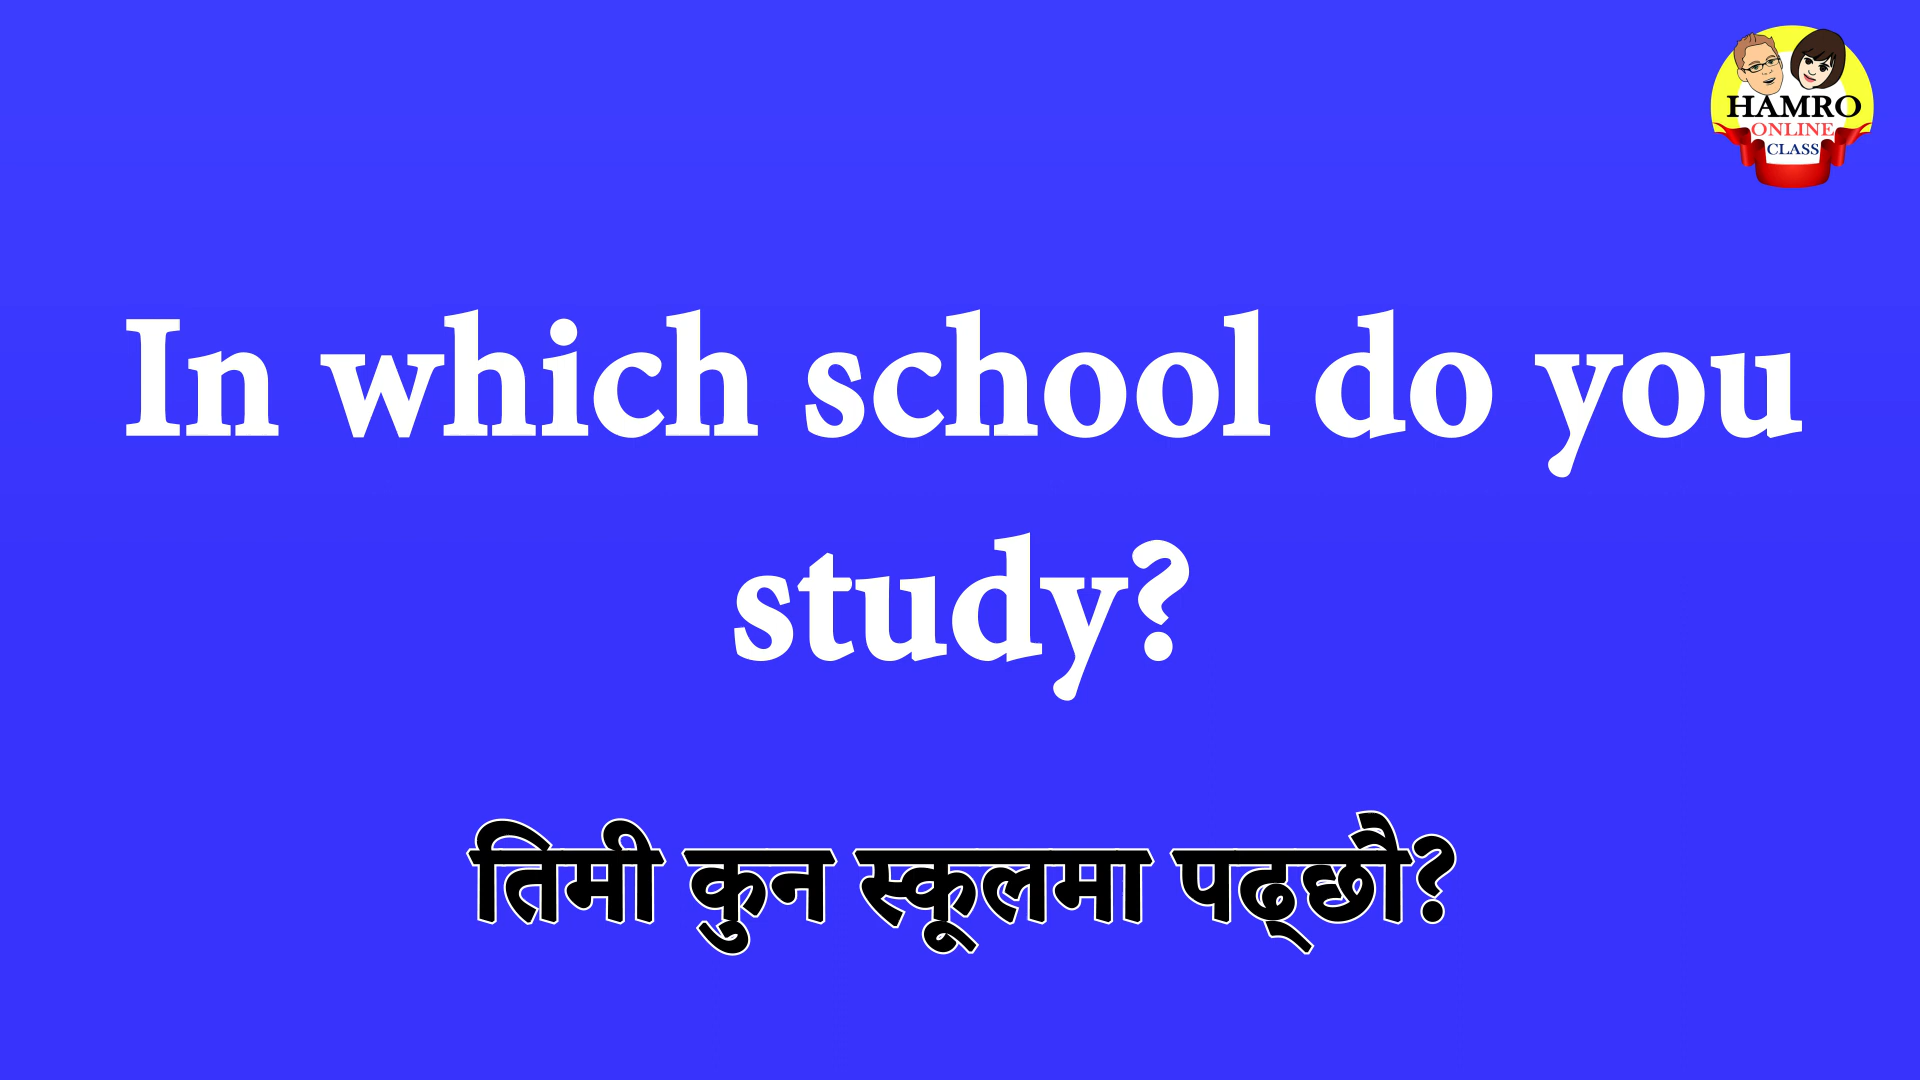 HAMRO
ONLINE
CLASS
In which school do you
study?
तिमी कुन स्कूलमा पढ्छौ?